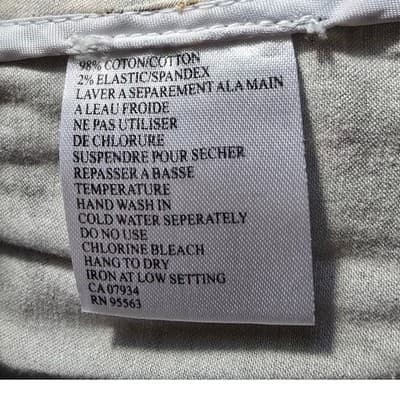 98% COTON/COTTON
2% ELASTIC/SPANDEX
LAVER A SEPAREMENT ALA MAIN
A LEAU FROIDE
NE PAS UTILISER
DE CHLORURE
SUSPENDRE POUR SECHER
REPASSER A BASSE
TEMPERATURE
HAND WASH IN
COLD WATER SEPERATELY
DO NOT USE
CHLORINE BLEACH
HANG TO DRY
IRON AT LOW SETTING
CA 07934
RN 95563